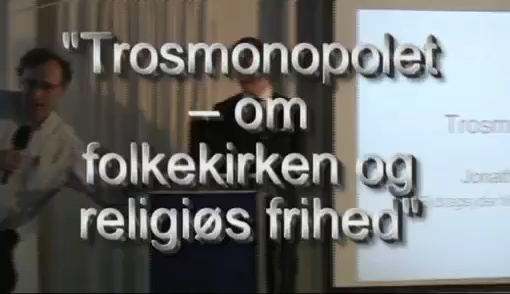 "Trosmonopolet
– om
folkekirken og
religiøs frihed"
Trosm
Jonat